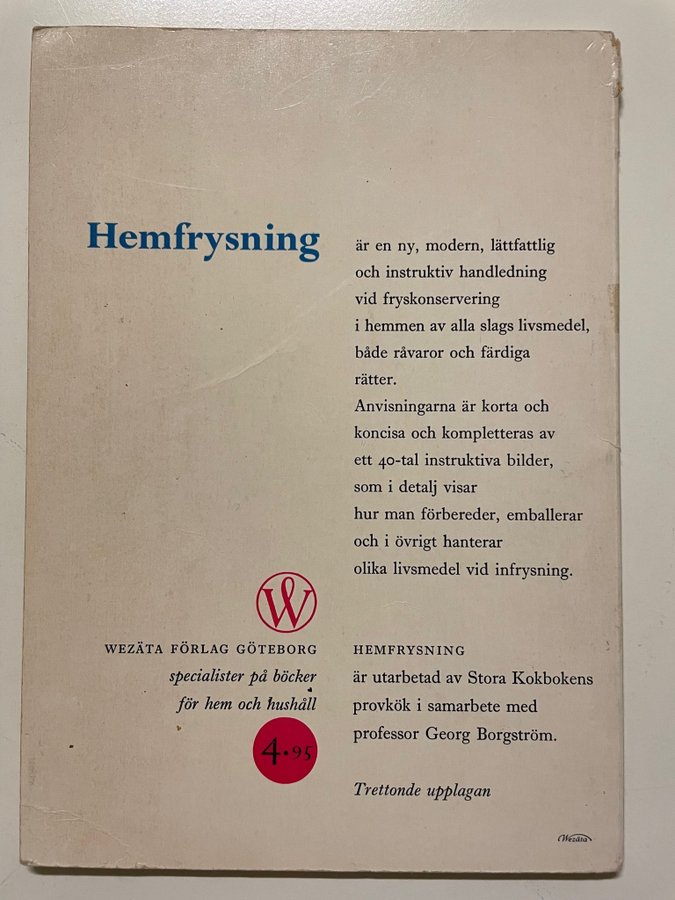 Hemfrysning
är en ny, modern, lättfattlig
och instruktiv handledning
vid fryskonservering
i hemmen av alla slags livsmedel,
både råvaror och färdiga
rätter.
Anvisningarna är korta och
koncisa och kompletteras av
ett 40-tal instruktiva bilder,
som i detalj visar
hur man förbereder, emballerar
och i övrigt hanterar
olika livsmedel vid infrysning.
W
WEZÄTA FÖRLAG GÖTEBORG
specialister på böcker
för hem och hushåll
4.95
HEMFRYSNING
är utarbetad av Stora Kokbokens
provkök i samarbete med
professor Georg Borgström.
Trettonde upplagan
Wezäta